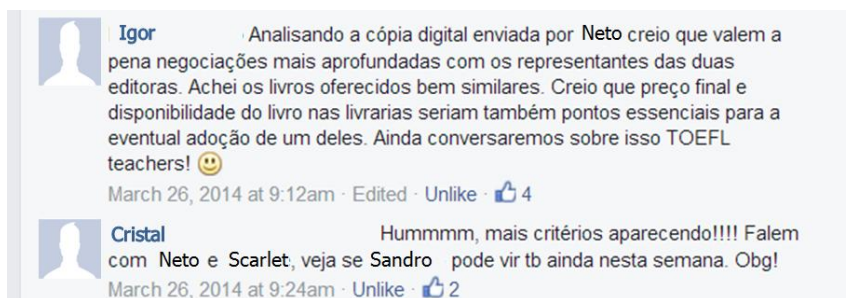 Igor Analisando a cópia digital enviada por Neto creio que valem a
pena negociações mais aprofundadas com os representantes das duas
editoras. Achei os livros oferecidos bem similares. Creio que preço final e
disponibilidade do livro nas livrarias seriam também pontos essenciais para a
eventual adoção de um deles. Ainda conversaremos sobre isso TOEFL
teachers!
March 26, 2014 at 9:12am · Edited · Unlike · 4
Cristal Hummmm, mais critérios aparecendo!!!! Falem
com Neto e Scarlet, veja se Sandro pode vir tb ainda nesta semana. Obg!
March 26, 2014 at 9:24am · Unlike · 2